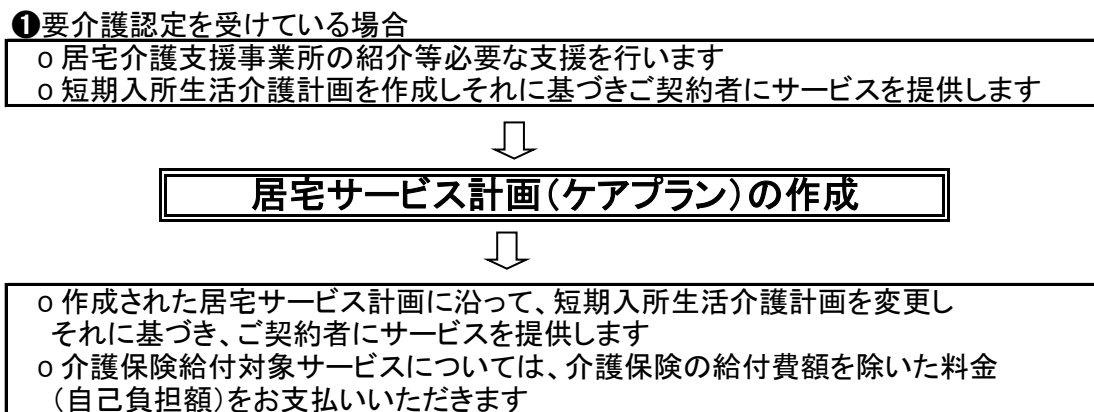 ❶要介護認定を受けている場合
o 居宅介護支援事業所の紹介等必要な支援を行います
o 短期入所生活介護計画を作成しそれに基づきご契約者にサービスを提供します
居宅サービス計画（ケアプラン）の作成
o 作成された居宅サービス計画に沿って、短期入所生活介護計画を変更し
それに基づき、ご契約者にサービスを提供します
o 介護保険給付対象サービスについては、介護保険の給付費額を除いた料金
（自己負担額）をお支払いいただきます